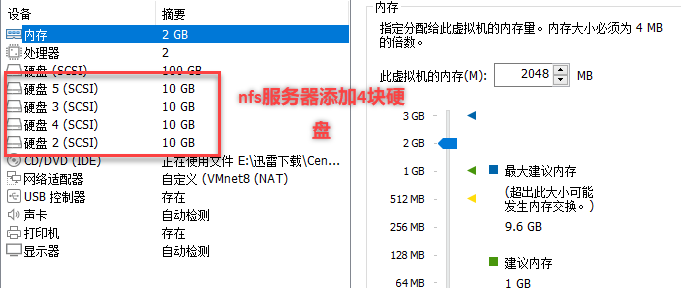 设备 摘要
内存 2 GB
处理器 2
硬盘 (SCSI) 100 GB
硬盘 5 (SCSI) 10 GB
硬盘 3 (SCSI) 10 GB
硬盘 4 (SCSI) 10 GB
硬盘 2 (SCSI) 10 GB
CD/DVD (IDE) 正在使用文件 E:\迅雷下载\Cen...
网络适配器 自定义 (VMnet8 (NAT)
USB 控制器 存在
声卡 自动检测
打印机 存在
显示器 自动检测
nfs服务器添加4块硬
盘
内存
指定分配给此虚拟机的内存量。内存大小必须为 4 MB
的倍数。
此虚拟机的内存(M): 2048 MB
3 GB
2 GB
1 GB
512 MB
256 MB
128 MB
64 MB
最大建议内存
(超出此大小可能
发生内存交换。)
9.6 GB
建议内存
1 GB